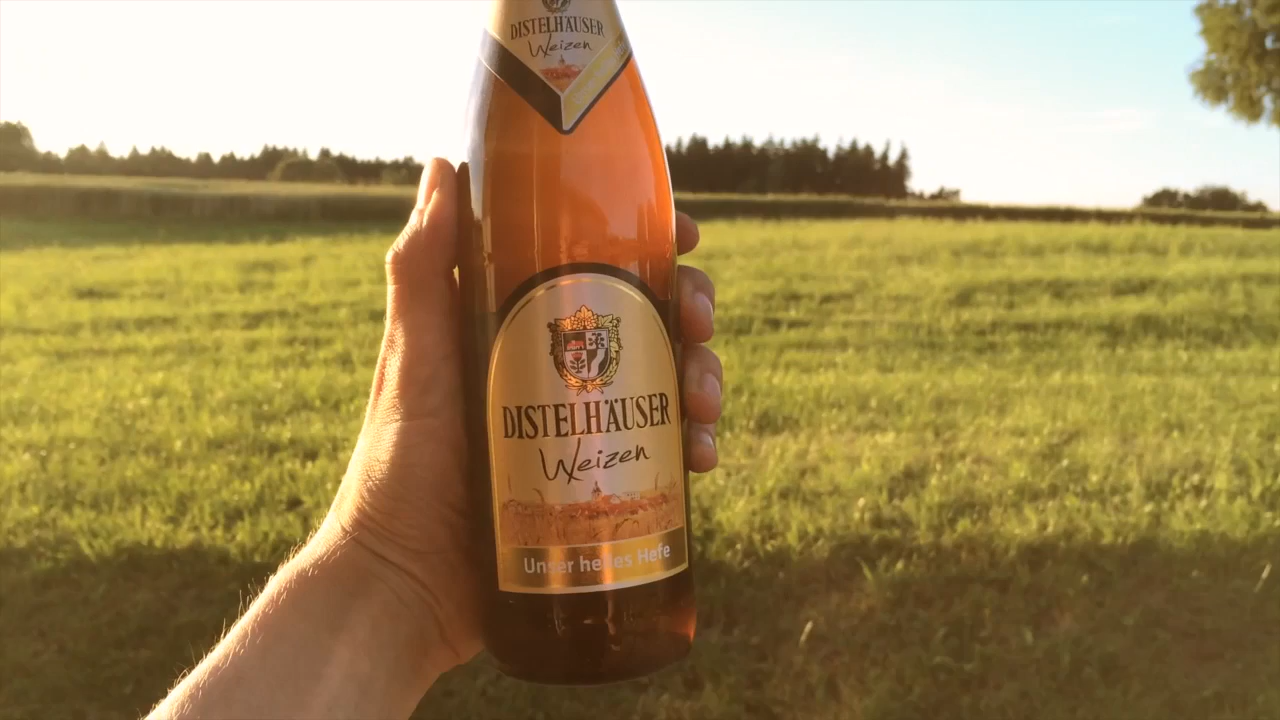 DISTELHÄUSER
Weizen
DISTELHÄUSER
Weizen
Unser helles Hefe